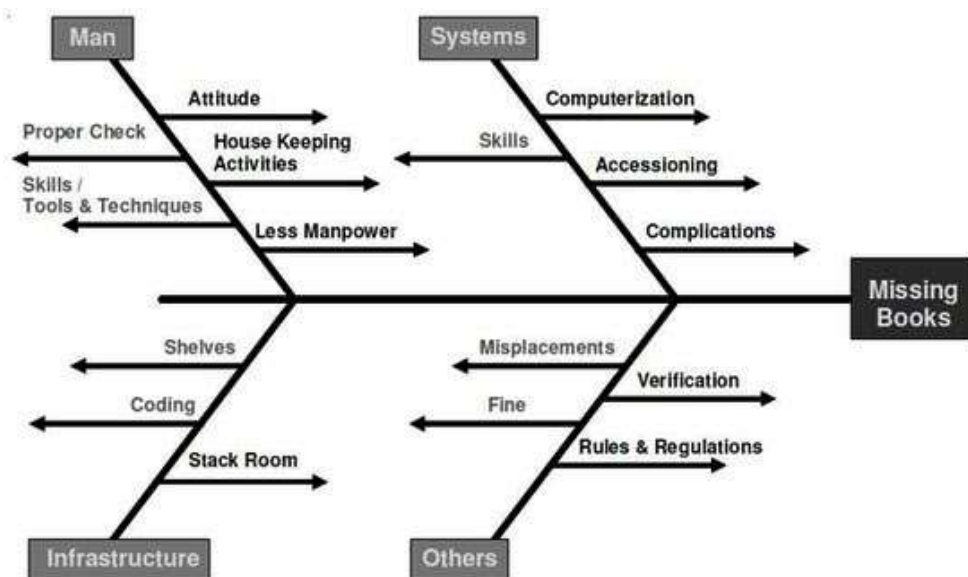 Man
Systems
Attitude
Computerization
Proper Check
House Keeping
Activities
Skills
Accessioning
Skills /
Tools & Techniques
Less Manpower
Complications
Missing
Books
Shelves
Misplacements
Verification
Coding
Fine
Stack Room
Rules & Regulations
Infrastructure
Others